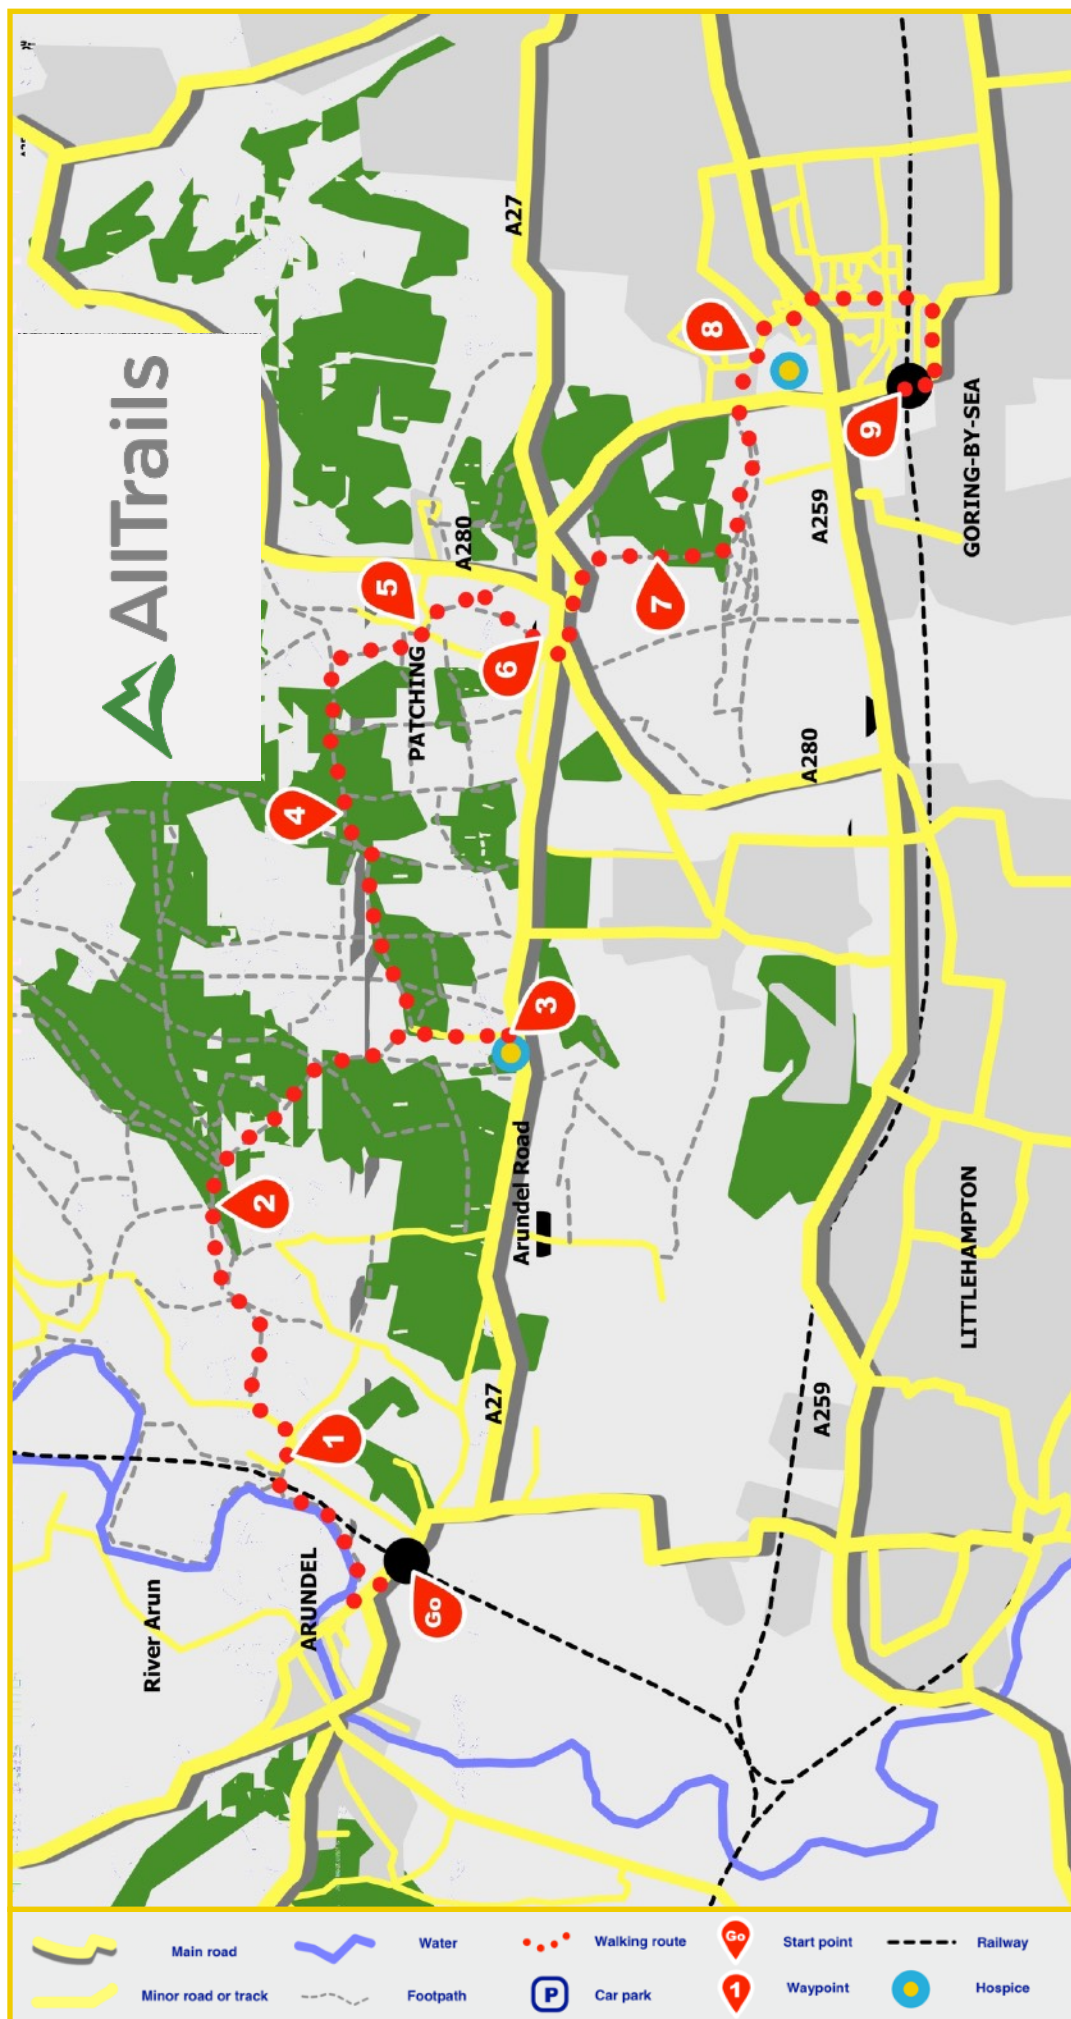 AllTrails
A27
8
9
GORING-BY-SEA
A259
A280
5
6
7
PATCHING
A280
4
3
Arundel Road
2
LITTLEHAMPTON
A27
A259
1
ARUNDEL
River Arun
Go
Main road
Water
Walking route
Go
Start point
Railway
Minor road or track
Footpath
P
Car park
1
Waypoint
Hospice